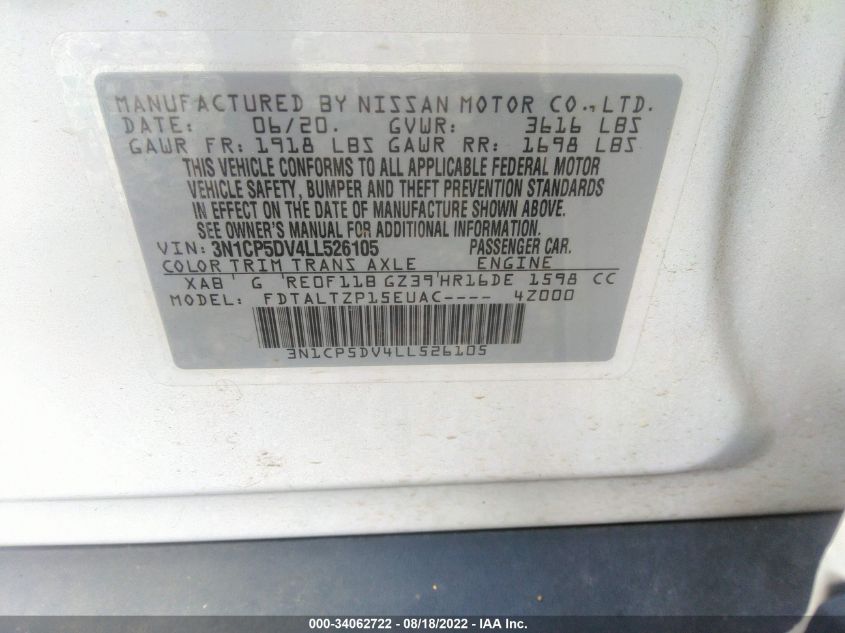 MANUFACTURED BY NISSAN MOTOR CO., LTD.
DATE: 06/20. GVWR: 3616 LBS
GAWR FR: 1918 LBS GAWR RR: 1698 LBS
THIS VEHICLE CONFORMS TO ALL APPLICABLE FEDERAL MOTOR
VEHICLE SAFETY, BUMPER AND THEFT PREVENTION STANDARDS
IN EFFECT ON THE DATE OF MANUFACTURE SHOWN ABOVE.
SEE OWNER'S MANUAL FOR ADDITIONAL INFORMATION.
VIN: 3N1CP5DV4LL526105 PASSENGER CAR.
COLOR TRIM TRANS AXLE ENGINE
XAB G RE0F11B GZ39 HR16DE 1598 CC
MODEL: FDTALTZP15EUAC---- 4Z000
3N1CP5DV4LL526105
000-34062722 - 08/18/2022 - IAA Inc.